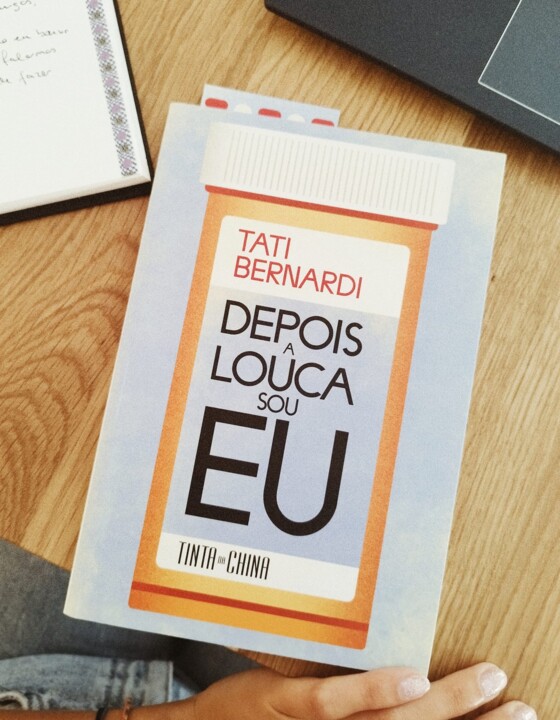 TATI
BERNARDI
DEPOIS
A
LOUCA
SOU
EU
TINTA DA CHINA